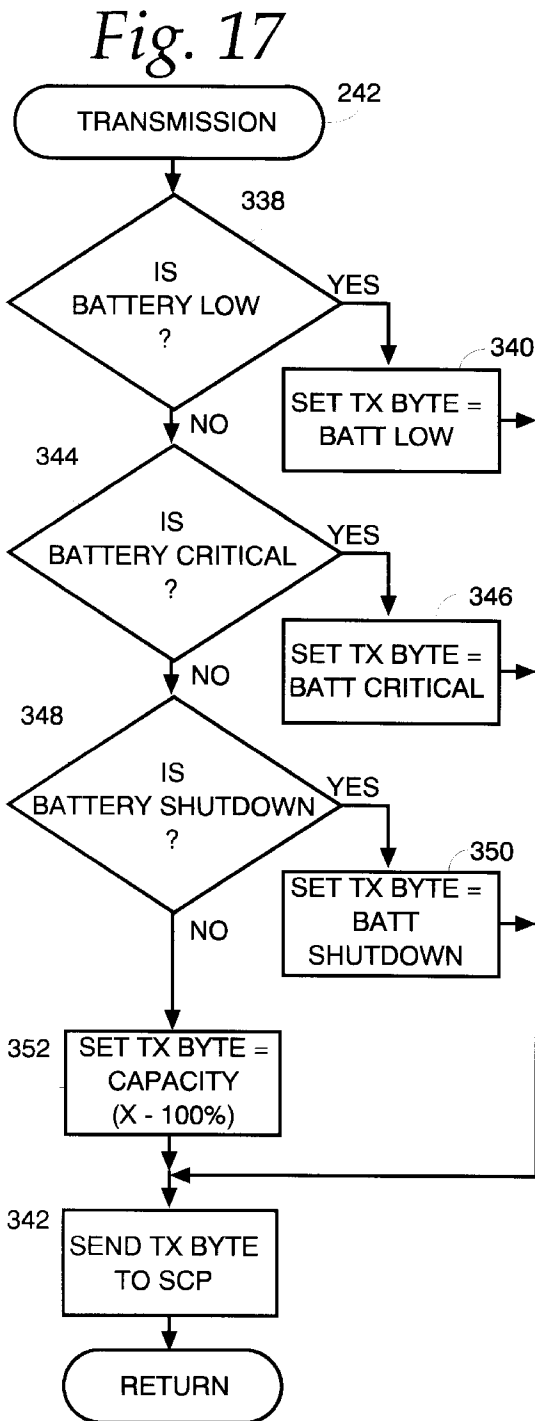 Fig. 17
TRANSMISSION
242
338
IS
BATTERY LOW
?
YES
340
SET TX BYTE =
BATT LOW
NO
344
IS
BATTERY CRITICAL
?
YES
346
SET TX BYTE =
BATT CRITICAL
NO
348
IS
BATTERY SHUTDOWN
?
YES
350
SET TX BYTE =
BATT
SHUTDOWN
NO
352
SET TX BYTE =
CAPACITY
(X - 100%)
342
SEND TX BYTE
TO SCP
RETURN